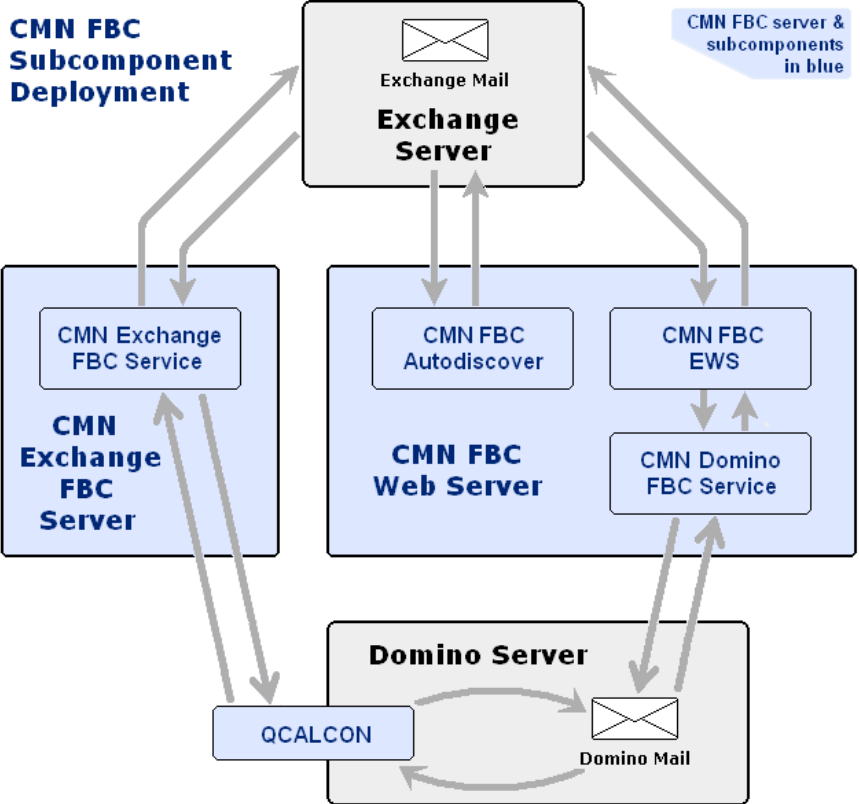 CMN FBC
Subcomponent
Deployment
CMN FBC server &
subcomponents
in blue
Exchange Mail
Exchange
Server
CMN Exchange
FBC Service
CMN
Exchange
FBC
Server
CMN FBC
Autodiscover
CMN FBC
EWS
CMN FBC
Web Server
CMN Domino
FBC Service
Domino Server
QCALCON
Domino Mail